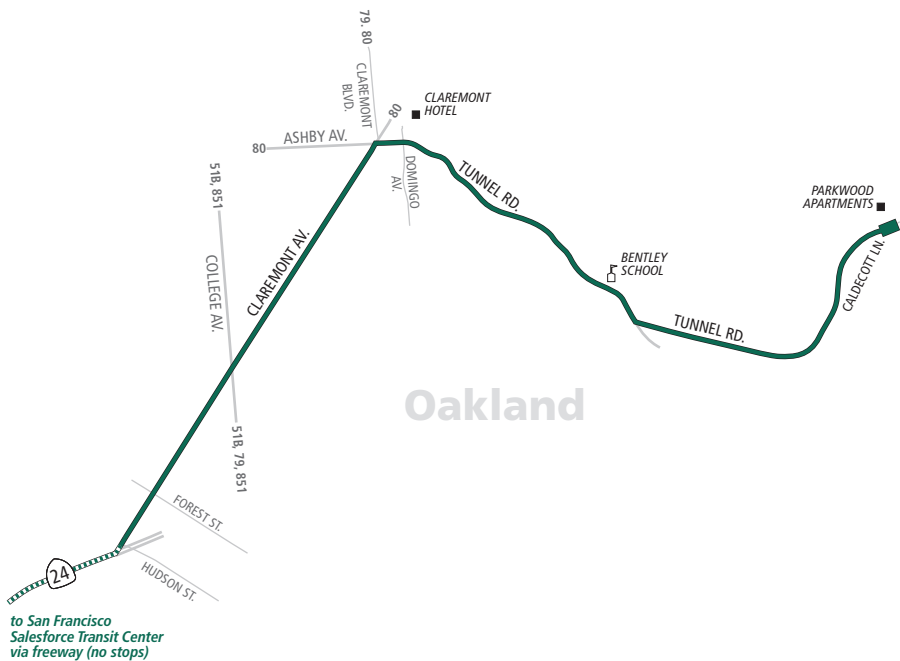 79. 80
CLAREMONT
BLVD.
80
CLAREMONT
HOTEL
ASHBY AV.
80
DOMINGO
AV.
TUNNEL RD.
51B, 851
PARKWOOD
APARTMENTS
COLLEGE AV.
CLAREMONT AV.
BENTLEY
SCHOOL
CALDECOTT LN.
TUNNEL RD.
Oakland
51B, 79, 851
FOREST ST.
24
HUDSON ST.
to San Francisco
Salesforce Transit Center
via freeway (no stops)